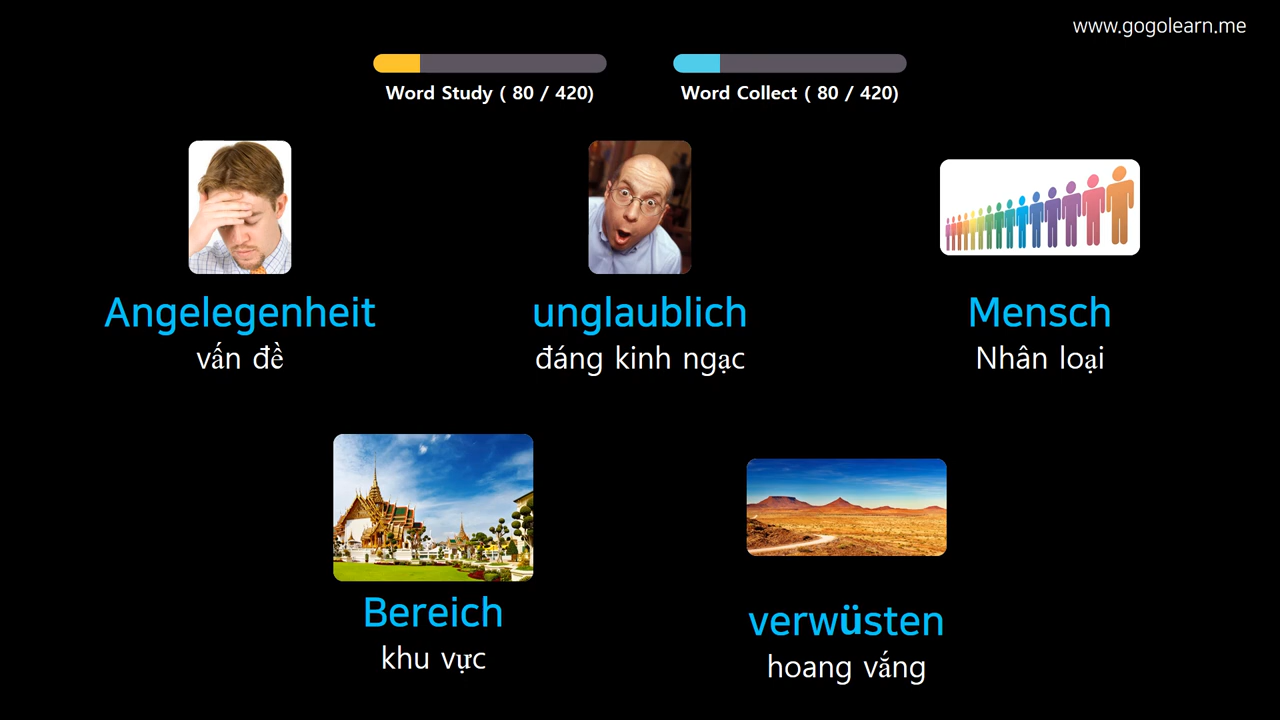 www.gogolearn.me
Word Study ( 80 / 420)
Word Collect ( 80 / 420)
Angelegenheit
vấn đề
unglaublich
đáng kinh ngạc
Mensch
Nhân loại
Bereich
khu vực
verwüsten
hoang vắng